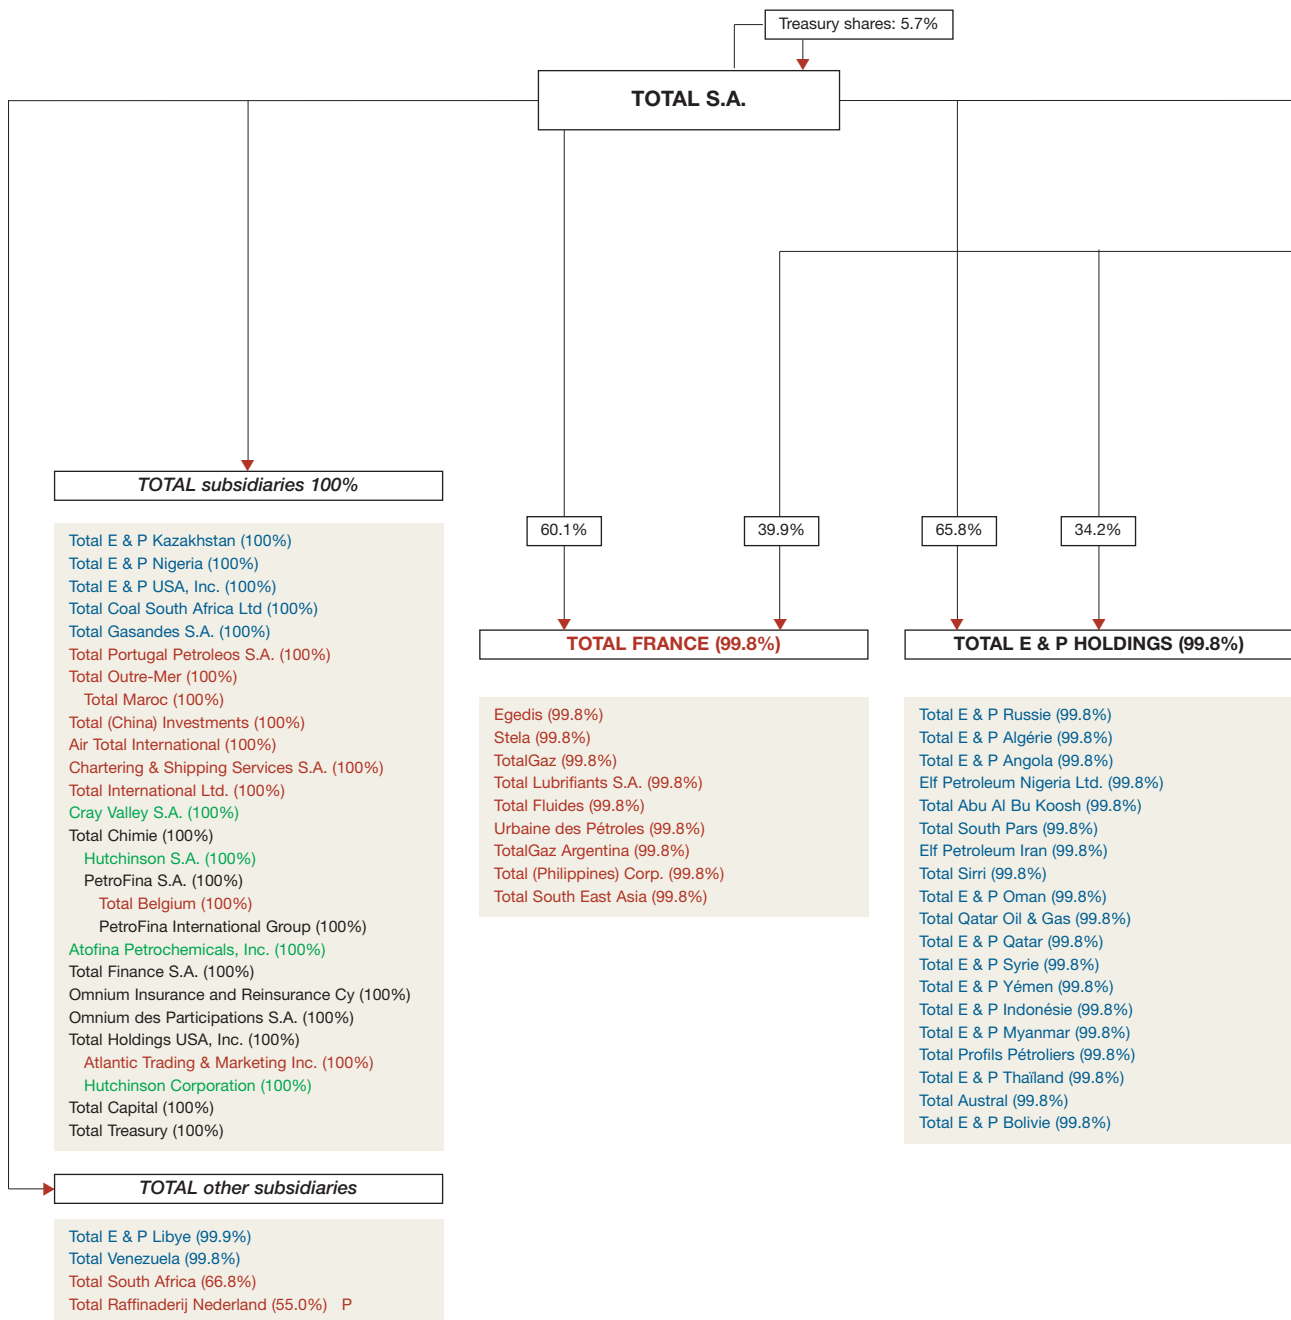 Treasury shares: 5.7%
TOTAL S.A.
TOTAL subsidiaries 100%
Total E & P Kazakhstan (100%)
Total E & P Nigeria (100%)
Total E & P USA, Inc. (100%)
Total Coal South Africa Ltd (100%)
Total Gasandes S.A. (100%)
Total Portugal Petroleos S.A. (100%)
Total Outre-Mer (100%)
Total Maroc (100%)
Total (China) Investments (100%)
Air Total International (100%)
Chartering & Shipping Services S.A. (100%)
Total International Ltd. (100%)
Cray Valley S.A. (100%)
Total Chimie (100%)
Hutchinson S.A. (100%)
PetroFina S.A. (100%)
Total Belgium (100%)
PetroFina International Group (100%)
Atofina Petrochemicals, Inc. (100%)
Total Finance S.A. (100%)
Omnium Insurance and Reinsurance Cy (100%)
Omnium des Participations S.A. (100%)
Total Holdings USA, Inc. (100%)
Atlantic Trading & Marketing Inc. (100%)
Hutchinson Corporation (100%)
Total Capital (100%)
Total Treasury (100%)
TOTAL other subsidiaries
Total E & P Libye (99.9%)
Total Venezuela (99.8%)
Total South Africa (66.8%)
Total Raffinaderij Nederland (55.0%) P
60.1%
39.9%
TOTAL FRANCE (99.8%)
Egedis (99.8%)
Stela (99.8%)
TotalGaz (99.8%)
Total Lubrifiants S.A. (99.8%)
Total Fluides (99.8%)
Urbaine des Pétroles (99.8%)
TotalGaz Argentina (99.8%)
Total (Philippines) Corp. (99.8%)
Total South East Asia (99.8%)
65.8%
34.2%
TOTAL E & P HOLDINGS (99.8%)
Total E & P Russie (99.8%)
Total E & P Algérie (99.8%)
Total E & P Angola (99.8%)
Elf Petroleum Nigeria Ltd. (99.8%)
Total Abu Al Bu Koosh (99.8%)
Total South Pars (99.8%)
Elf Petroleum Iran (99.8%)
Total Sirri (99.8%)
Total E & P Oman (99.8%)
Total Qatar Oil & Gas (99.8%)
Total E & P Qatar (99.8%)
Total E & P Syrie (99.8%)
Total E & P Yémen (99.8%)
Total E & P Indonésie (99.8%)
Total E & P Myanmar (99.8%)
Total Profils Pétroliers (99.8%)
Total E & P Thaïland (99.8%)
Total Austral (99.8%)
Total E & P Bolivie (99.8%)